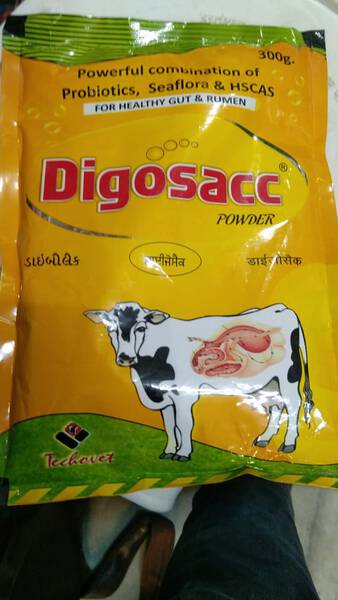 300g.
Powerful combination of
Probiotics, Seaflora & HSCAS
FOR HEALTHY GUT & RUMEN
Digosacc®
POWDER
Techovet